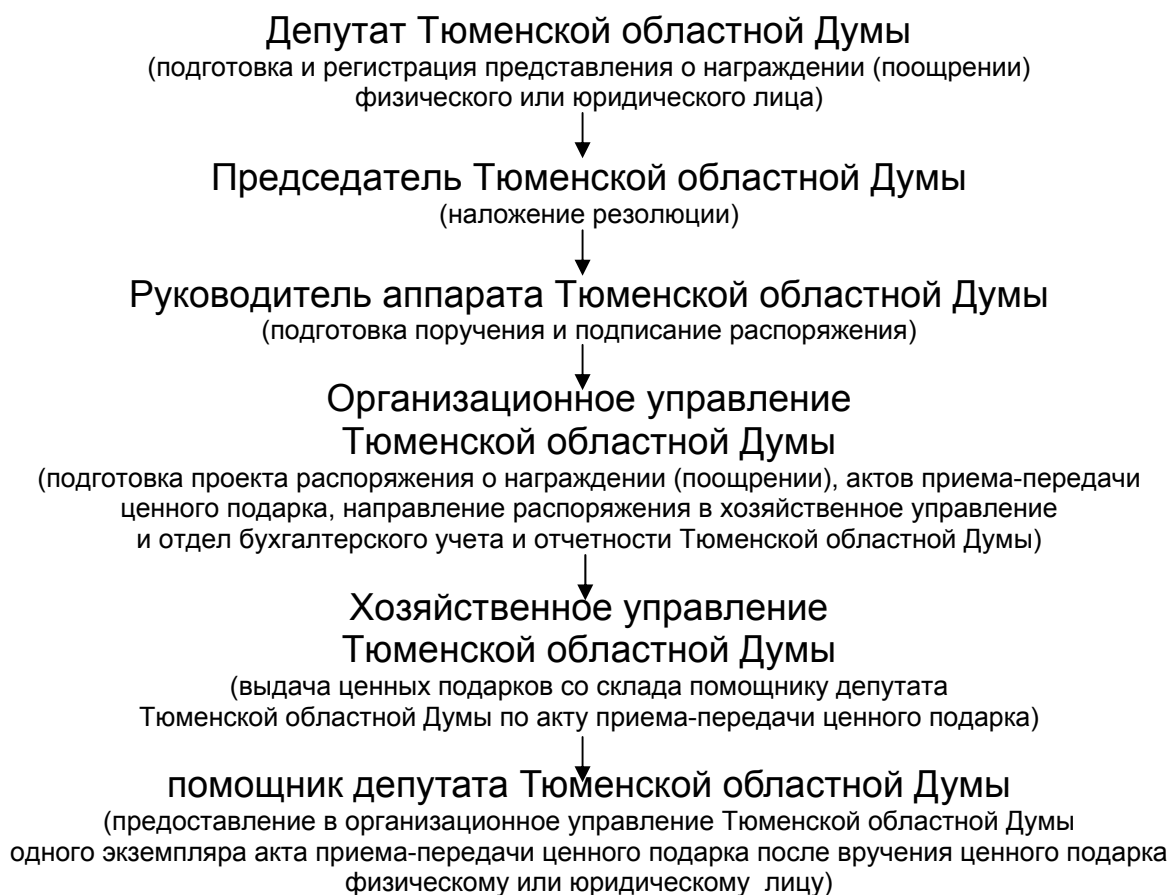 Депутат Тюменской областной Думы
(подготовка и регистрация представления о награждении (поощрении)
физического или юридического лица)
Председатель Тюменской областной Думы
(наложение резолюции)
Руководитель аппарата Тюменской областной Думы
(подготовка поручения и подписание распоряжения)
Организационное управление
Тюменской областной Думы
(подготовка проекта распоряжения о награждении (поощрении), актов приема-передачи
ценного подарка, направление распоряжения в хозяйственное управление
и отдел бухгалтерского учета и отчетности Тюменской областной Думы)
Хозяйственное управление
Тюменской областной Думы
(выдача ценных подарков со склада помощнику депутата
Тюменской областной Думы по акту приема-передачи ценного подарка)
помощник депутата Тюменской областной Думы
(предоставление в организационное управление Тюменской областной Думы
одного экземпляра акта приема-передачи ценного подарка после вручения ценного подарка
физическому или юридическому лицу)